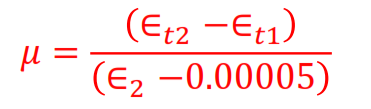 μ = (∈t2 −∈t1) / (∈2 −0.00005)